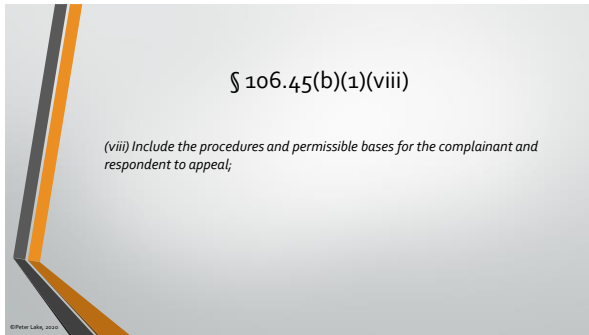 § 106.45(b)(1)(viii)
(viii) Include the procedures and permissible bases for the complainant and
respondent to appeal;
©Peter Lake, 2020